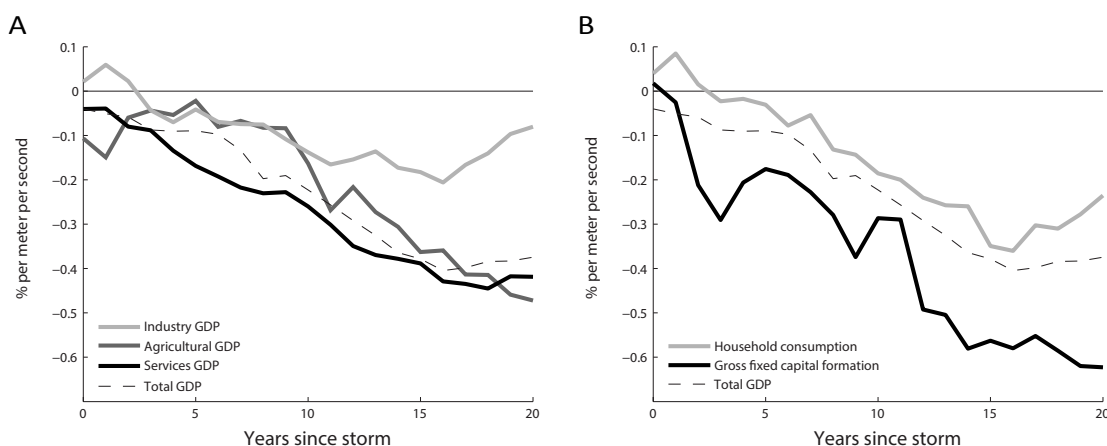 A
0.1
0
−0.1
−0.2
−0.3
−0.4
−0.5
−0.6
% per meter per second
Industry GDP
Agricultural GDP
Services GDP
Total GDP
0 5 10 15 20
Years since storm
B
0.1
0
−0.1
−0.2
−0.3
−0.4
−0.5
−0.6
% per meter per second
Household consumption
Gross fixed capital formation
Total GDP
0 5 10 15 20
Years since storm